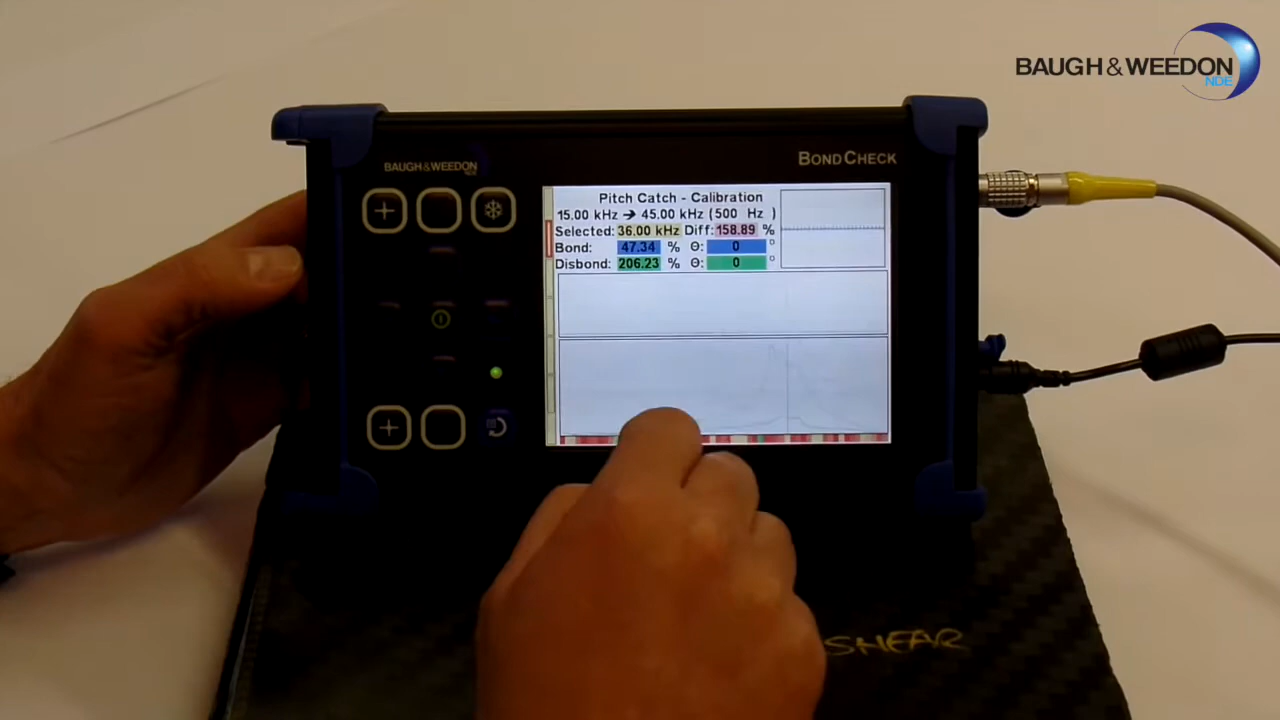 BAUGH & WEEDON
NDE
BAUGH & WEEDON
NDE
BONDCHECK
Pitch Catch - Calibration
15.00 kHz → 45.00 kHz (500 Hz )
Selected: 36.00 kHz Diff: 158.89 %
Bond: 47.34 % Θ: 0 °
Disbond: 206.23 % Θ: 0 °
SHEAR